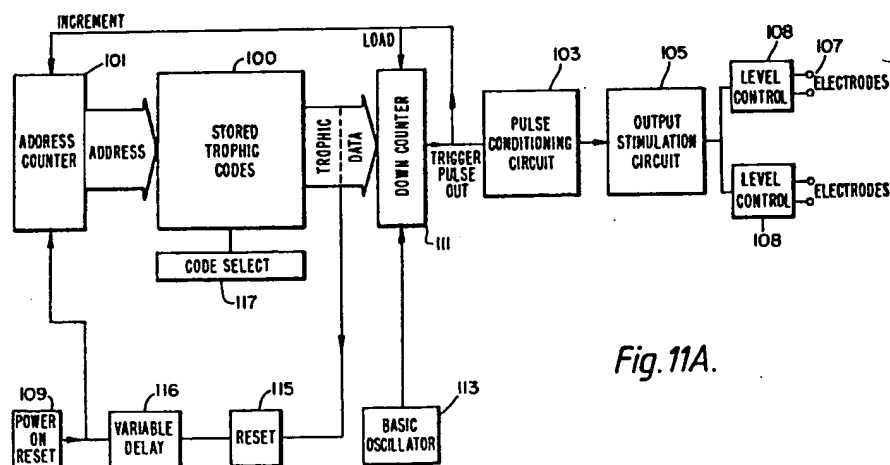 INCREMENT
LOAD
101
100
103
105
108
107
ADDRESS COUNTER
ADDRESS
STORED TROPHIC CODES
TROPHIC DATA
DOWN COUNTER
TRIGGER PULSE OUT
PULSE CONDITIONING CIRCUIT
OUTPUT STIMULATION CIRCUIT
LEVEL CONTROL
ELECTRODES
LEVEL CONTROL
ELECTRODES
108
111
CODE SELECT
117
109
116
115
113
POWER ON RESET
VARIABLE DELAY
RESET
BASIC OSCILLATOR
Fig. 11A.